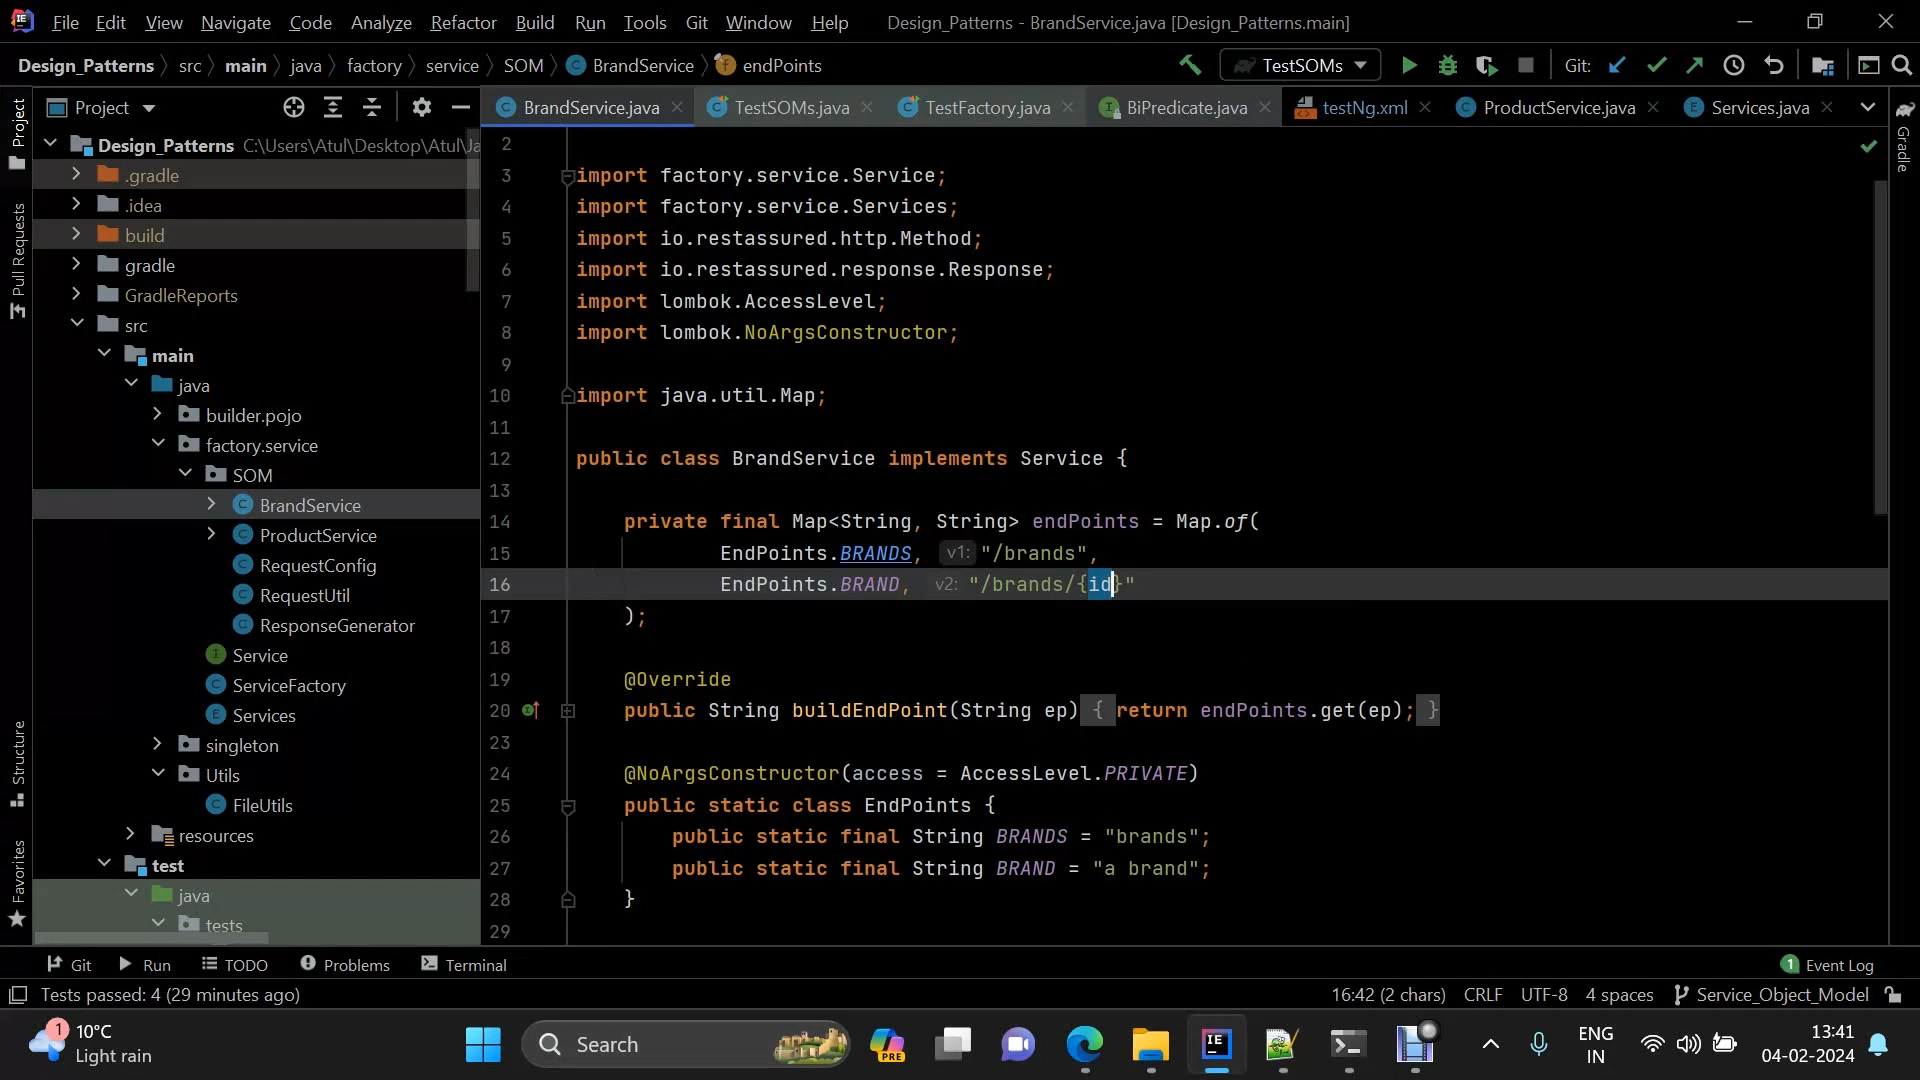 File Edit View Navigate Code Analyze Refactor Build Run Tools Git Window Help Design_Patterns - BrandService.java [Design_Patterns.main]
Design_Patterns src main java factory service SOM BrandService endPoints TestSOMs Git:
Project
BrandService.java TestSOMs.java TestFactory.java BiPredicate.java testNg.xml ProductService.java Services.java
Project
Pull Requests
Structure
Favorites
Gradle
Design_Patterns C:\Users\Atul\Desktop\Atul\Ja
.gradle
.idea
build
gradle
GradleReports
src
main
java
builder.pojo
factory.service
SOM
BrandService
ProductService
RequestConfig
RequestUtil
ResponseGenerator
Service
ServiceFactory
Services
singleton
Utils
FileUtils
resources
test
java
tests
2
3 import factory.service.Service;
4 import factory.service.Services;
5 import io.restassured.http.Method;
6 import io.restassured.response.Response;
7 import lombok.AccessLevel;
8 import lombok.NoArgsConstructor;
9
10 import java.util.Map;
11
12 public class BrandService implements Service {
13
14 private final Map<String, String> endPoints = Map.of(
15 EndPoints.BRANDS, v1: "/brands",
16 EndPoints.BRAND, v2: "/brands/{id}"
17 );
18
19 @Override
20 public String buildEndPoint(String ep) { return endPoints.get(ep); }
23
24 @NoArgsConstructor(access = AccessLevel.PRIVATE)
25 public static class EndPoints {
26 public static final String BRANDS = "brands";
27 public static final String BRAND = "a brand";
28 }
29
Git Run TODO Problems Terminal 1 Event Log
Tests passed: 4 (29 minutes ago) 16:42 (2 chars) CRLF UTF-8 4 spaces Service_Object_Model
1 10°C
Light rain
Search
PRE
ENG
IN
13:41
04-02-2024